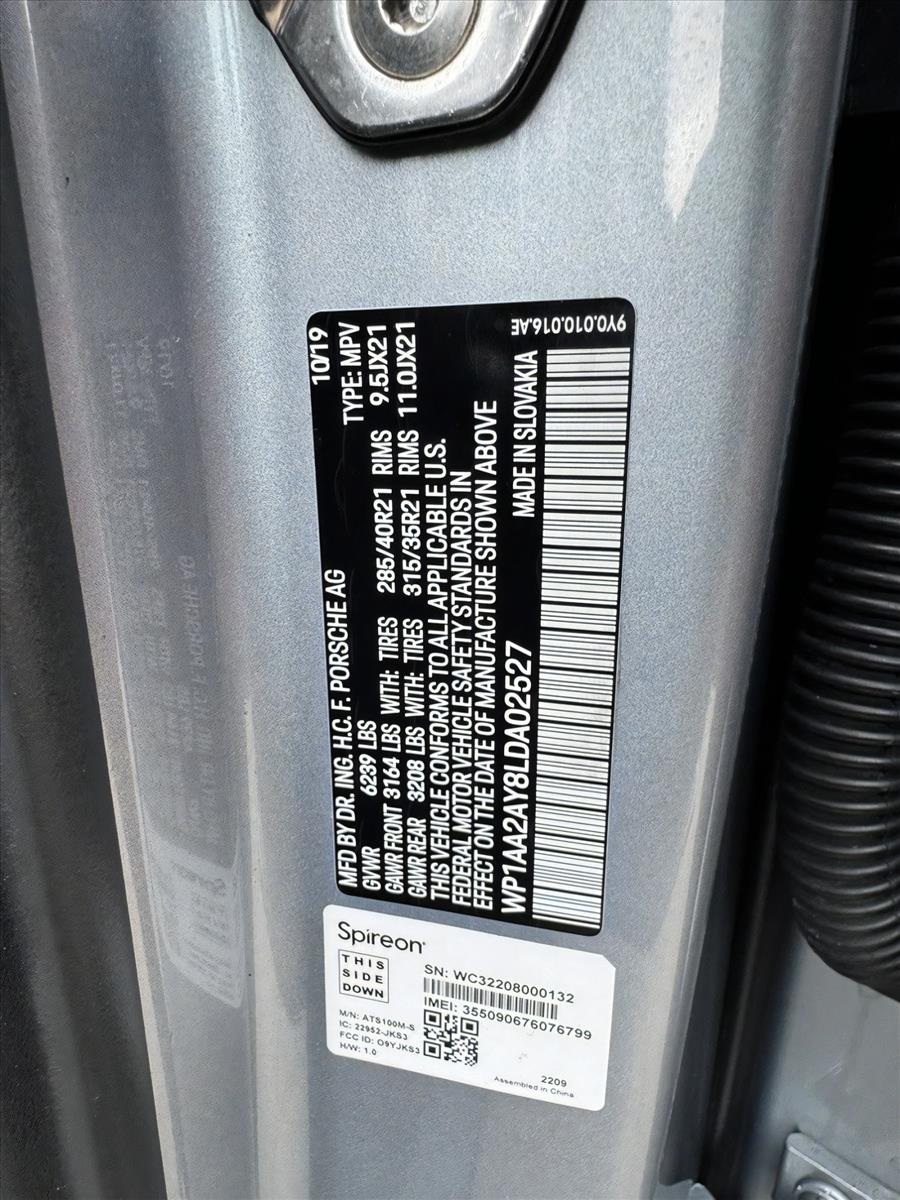 MFD BY DR. ING. H.C. F. PORSCHE AG 10/19
GVWR 6239 LBS TYPE: MPV
GAWR FRONT 3164 LBS WITH: TIRES 285/40R21 RIMS 9.5JX21
GAWR REAR 3208 LBS WITH: TIRES 315/35R21 RIMS 11.0JX21
THIS VEHICLE CONFORMS TO ALL APPLICABLE U.S.
FEDERAL MOTOR VEHICLE SAFETY STANDARDS IN
EFFECT ON THE DATE OF MANUFACTURE SHOWN ABOVE
WP1AA2AY8LDA02527 MADE IN SLOVAKIA
9Y0.010.016.AE
Spireon®
THIS
SIDE
DOWN
SN: WC32208000132
IMEI: 355090676076799
M/N: ATS100M-S
IC: 22952-JKS3
FCC ID: O9YJKS3
H/W: 1.0
2209
Assembled in China